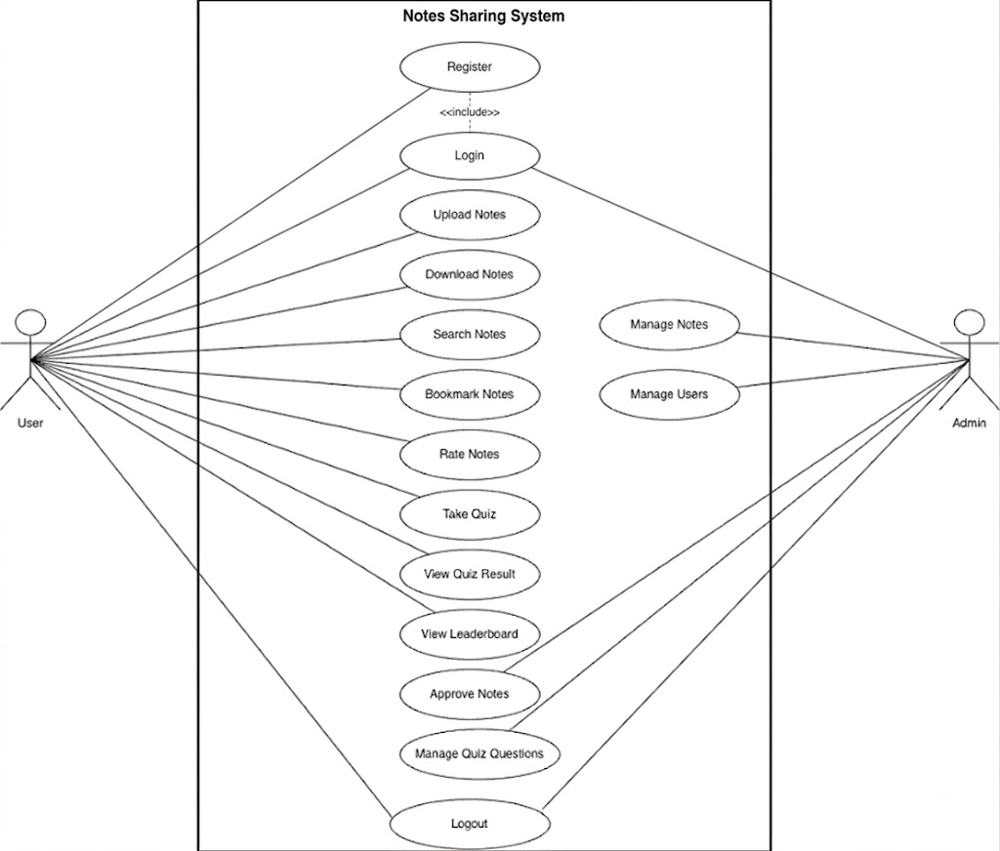 Notes Sharing System
Register
<<include>>
Login
Upload Notes
Download Notes
Search Notes
Manage Notes
Bookmark Notes
Manage Users
User
Admin
Rate Notes
Take Quiz
View Quiz Result
View Leaderboard
Approve Notes
Manage Quiz Questions
Logout